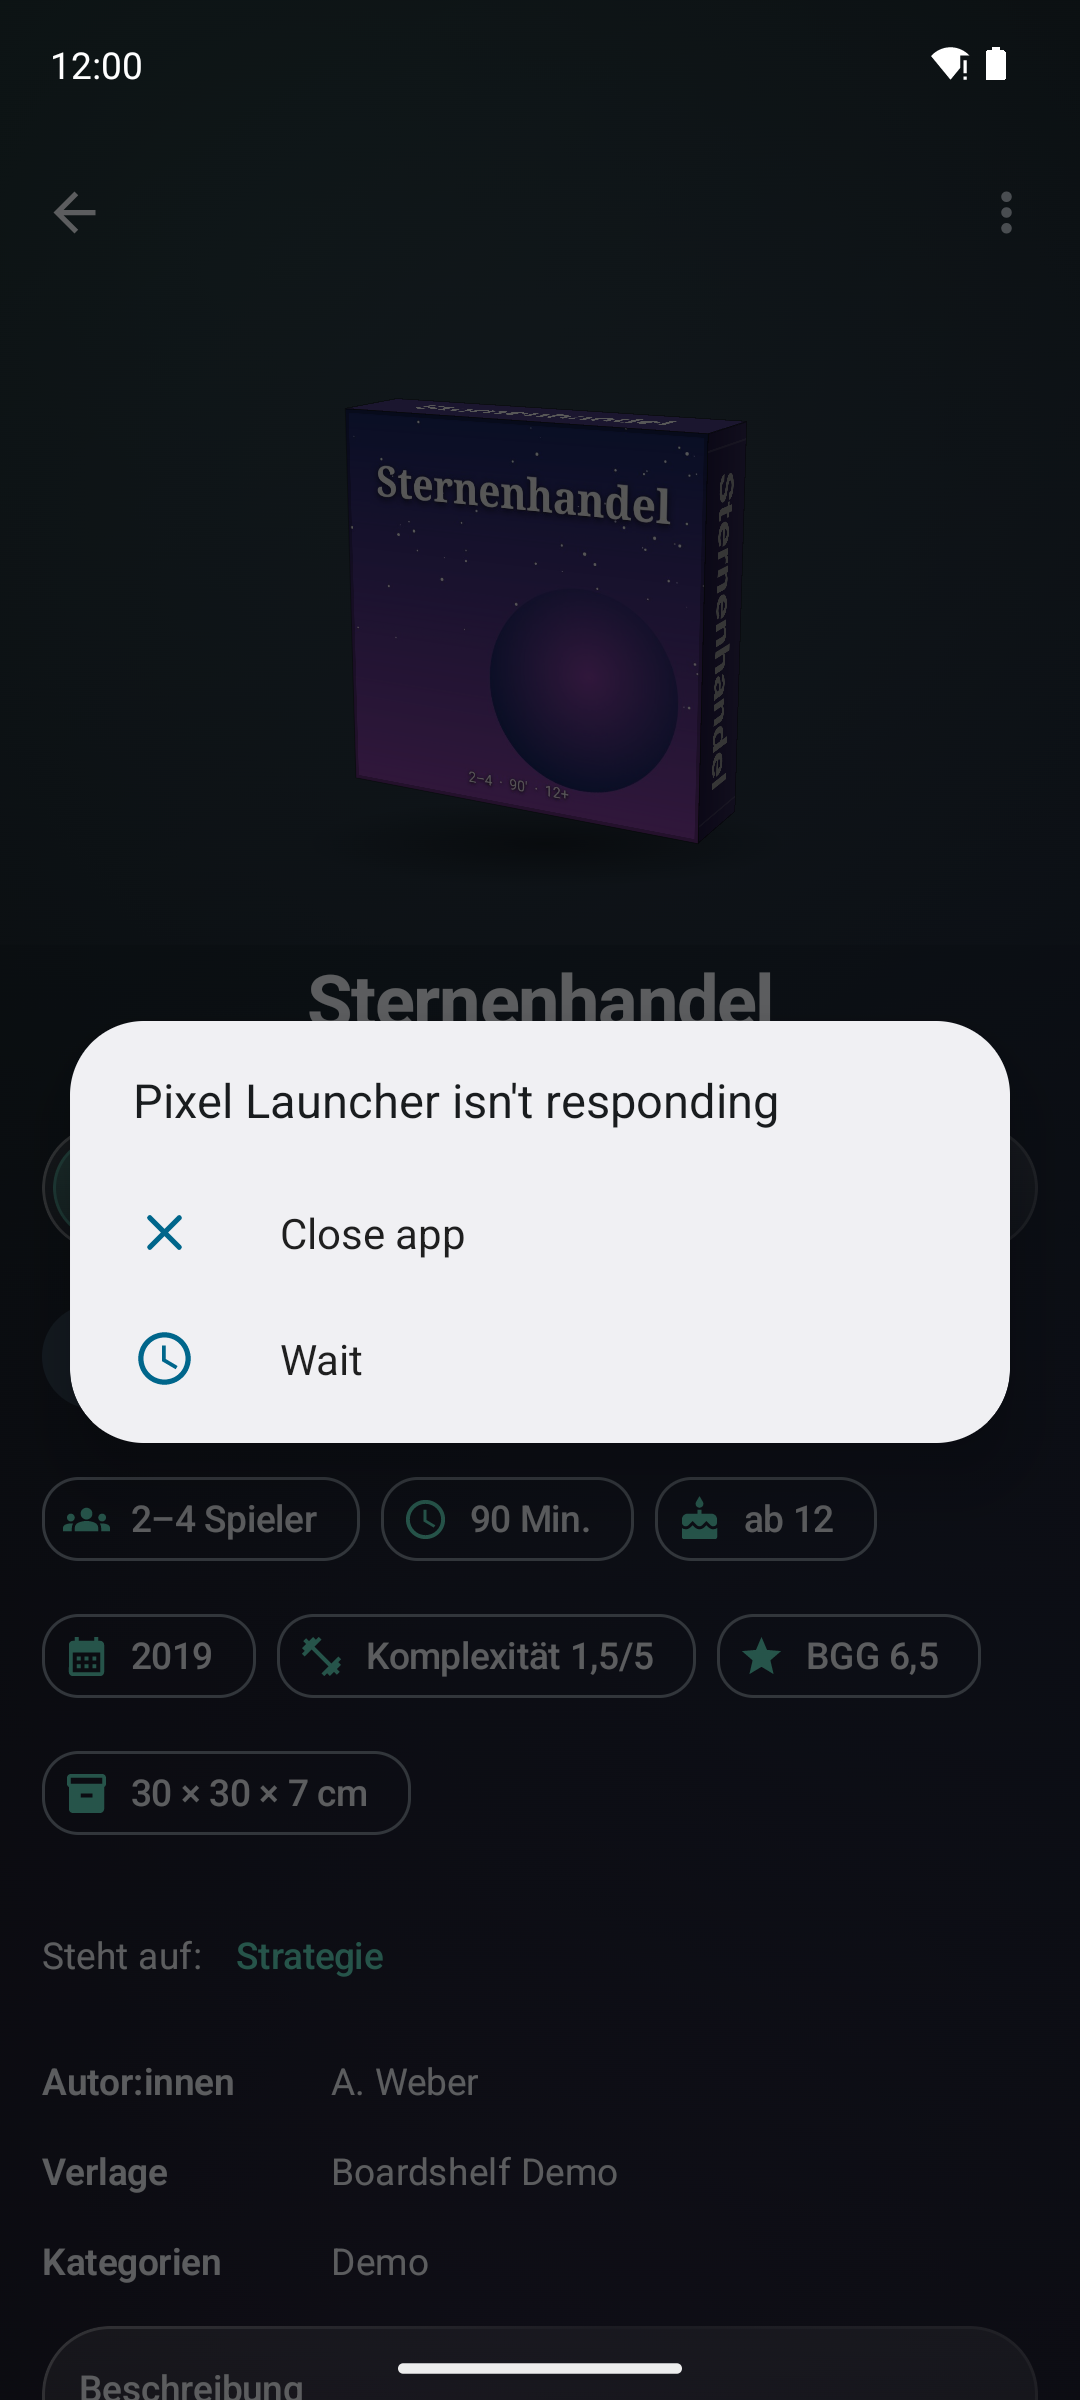 12:00
Sternenhandel
Sternenhandel
Sternenhandel
2–4 · 90' · 12+
Sternenhandel
Pixel Launcher isn't responding
Close app
Wait
2–4 Spieler
90 Min.
ab 12
2019
Komplexität 1,5/5
BGG 6,5
30 × 30 × 7 cm
Steht auf: Strategie
Autor:innen A. Weber
Verlage Boardshelf Demo
Kategorien Demo
Beschreibung